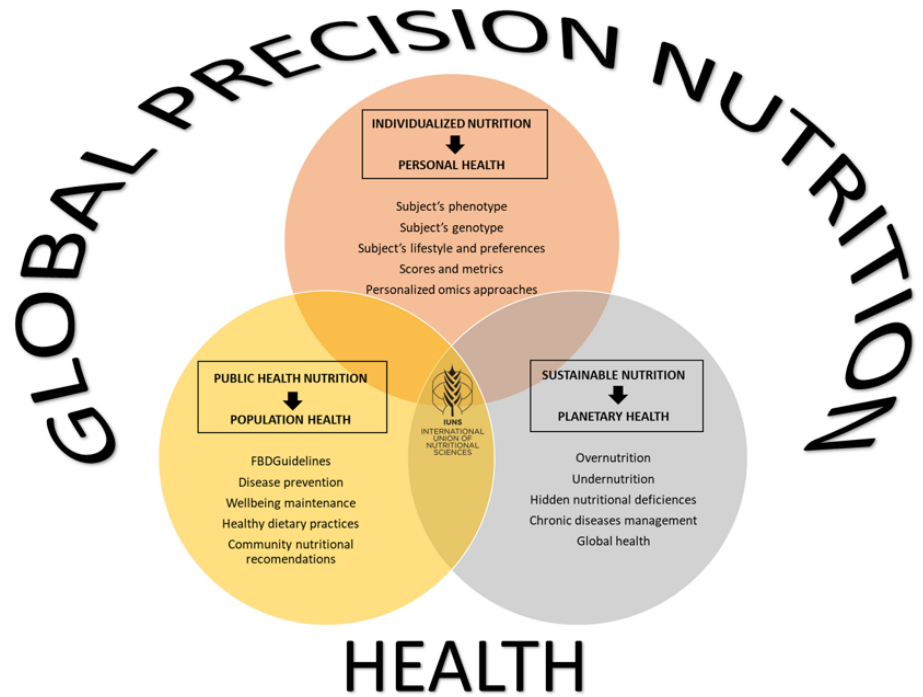 GLOBAL PRECISION NUTRITION
INDIVIDUALIZED NUTRITION
PERSONAL HEALTH
Subject's phenotype
Subject's genotype
Subject's lifestyle and preferences
Scores and metrics
Personalized omics approaches
PUBLIC HEALTH NUTRITION
POPULATION HEALTH
FBDGuidelines
Disease prevention
Wellbeing maintenance
Healthy dietary practices
Community nutritional
recomendations
IUNS
INTERNATIONAL
UNION OF
NUTRITIONAL
SCIENCES
SUSTAINABLE NUTRITION
PLANETARY HEALTH
Overnutrition
Undernutrition
Hidden nutritional deficiences
Chronic diseases management
Global health
HEALTH